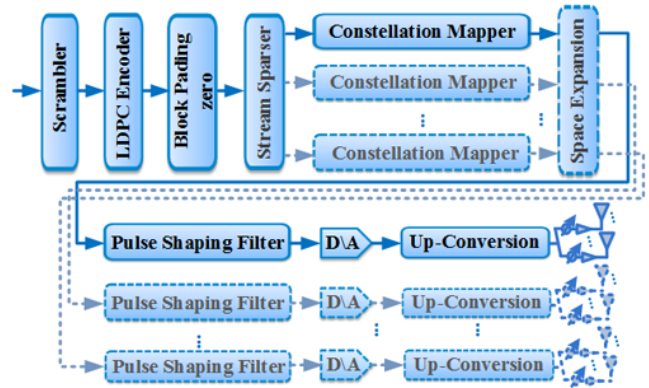 Scrambler
LDPC Encoder
Block Pading
zero
Stream Sparser
Constellation Mapper
Constellation Mapper
Constellation Mapper
Space Expansion
Pulse Shaping Filter
D\A
Up-Conversion
Pulse Shaping Filter
D\A
Up-Conversion
Pulse Shaping Filter
D\A
Up-Conversion